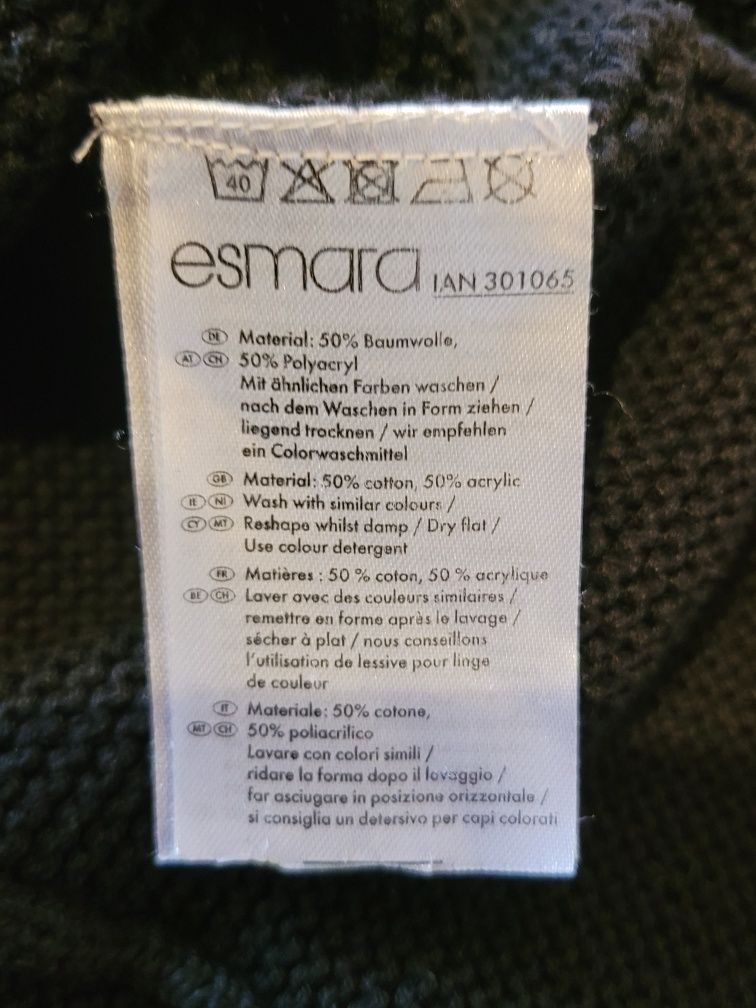 40
esmara IAN 301065
DE Material: 50% Baumwolle,
AT CH 50% Polyacryl
Mit ähnlichen Farben waschen /
nach dem Waschen in Form ziehen /
liegend trocknen / wir empfehlen
ein Colorwaschmittel
GB Material: 50% cotton, 50% acrylic
IE NI Wash with similar colours /
CY MT Reshape whilst damp / Dry flat /
Use colour detergent
FR Matières : 50 % coton, 50 % acrylique
BE CH Laver avec des couleurs similaires /
remettre en forme après le lavage /
sécher à plat / nous conseillons
l'utilisation de lessive pour linge
de couleur
IT Materiale: 50% cotone,
MT CH 50% poliacrilico
Lavare con colori simili /
ridare la forma dopo il lavaggio /
far asciugare in posizione orizzontale /
si consiglia un detersivo per capi colorati